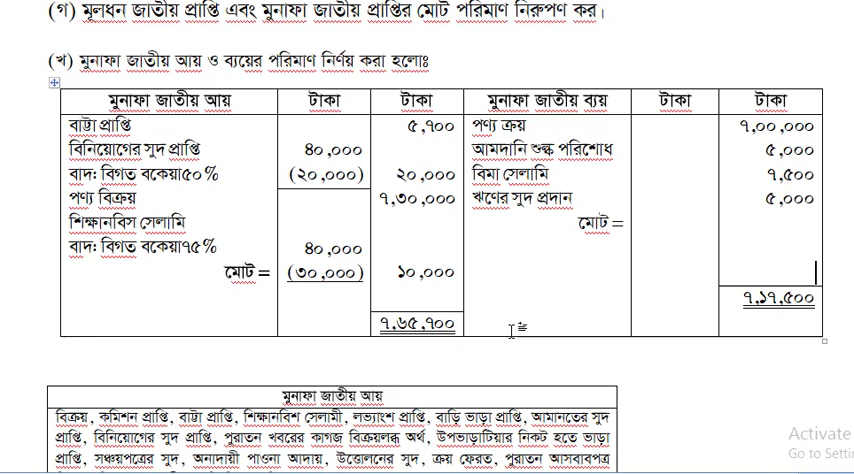 (গ) মূলধন জাতীয় প্রাপ্তি এবং মুনাফা জাতীয় প্রাপ্তির মোট পরিমাণ নিরুপণ কর।
(খ) মুনাফা জাতীয় আয় ও ব্যয়ের পরিমাণ নির্ণয় করা হলোঃ
মুনাফা জাতীয় আয় টাকা টাকা মুনাফা জাতীয় ব্যয় টাকা টাকা
বাট্টা প্রাপ্তি ৫,৭০০ পণ্য ক্রয় ৭,০০,০০০
বিনিয়োগের সুদ প্রাপ্তি ৪০,০০০ আমদানি শুল্ক পরিশোধ ৫,০০০
বাদ: বিগত বকেয়া৫০% (২০,০০০) ২০,০০০ বিমা সেলামি ৭,৫০০
পণ্য বিক্রয় ৭,৩০,০০০ ঋণের সুদ প্রদান ৫,০০০
শিক্ষানবিস সেলামি মোট =
বাদ: বিগত বকেয়া৭৫% ৪০,০০০
মোট = (৩০,০০০) ১০,০০০
৭,১৭,৫০০
৭,৬৫,৭০০
মুনাফা জাতীয় আয়
বিক্রয়, কমিশন প্রাপ্তি, বাট্টা প্রাপ্তি, শিক্ষানবিশ সেলামী, লভ্যাংশ প্রাপ্তি, বাড়ি ভাড়া প্রাপ্তি, আমানতের সুদ
প্রাপ্তি, বিনিয়োগের সুদ প্রাপ্তি, পুরাতন খবরের কাগজ বিক্রয়লব্ধ অর্থ, উপভাড়াটিয়ার নিকট হতে ভাড়া
প্রাপ্তি, সঞ্চয়পত্রের সুদ, অনাদায়ী পাওনা আদায়, উত্তোলনের সুদ, ক্রয় ফেরত, পুরাতন আসবাবপত্র
Activate
Go to Settin